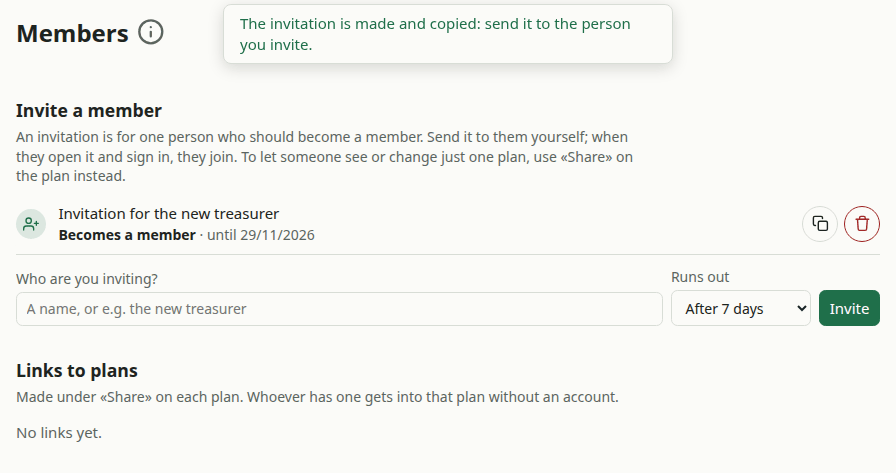 Members
The invitation is made and copied: send it to the person
you invite.
Invite a member
An invitation is for one person who should become a member. Send it to them yourself; when
they open it and sign in, they join. To let someone see or change just one plan, use «Share» on
the plan instead.
Invitation for the new treasurer
Becomes a member · until 29/11/2026
Who are you inviting?
Runs out
A name, or e.g. the new treasurer
After 7 days
Invite
Links to plans
Made under «Share» on each plan. Whoever has one gets into that plan without an account.
No links yet.